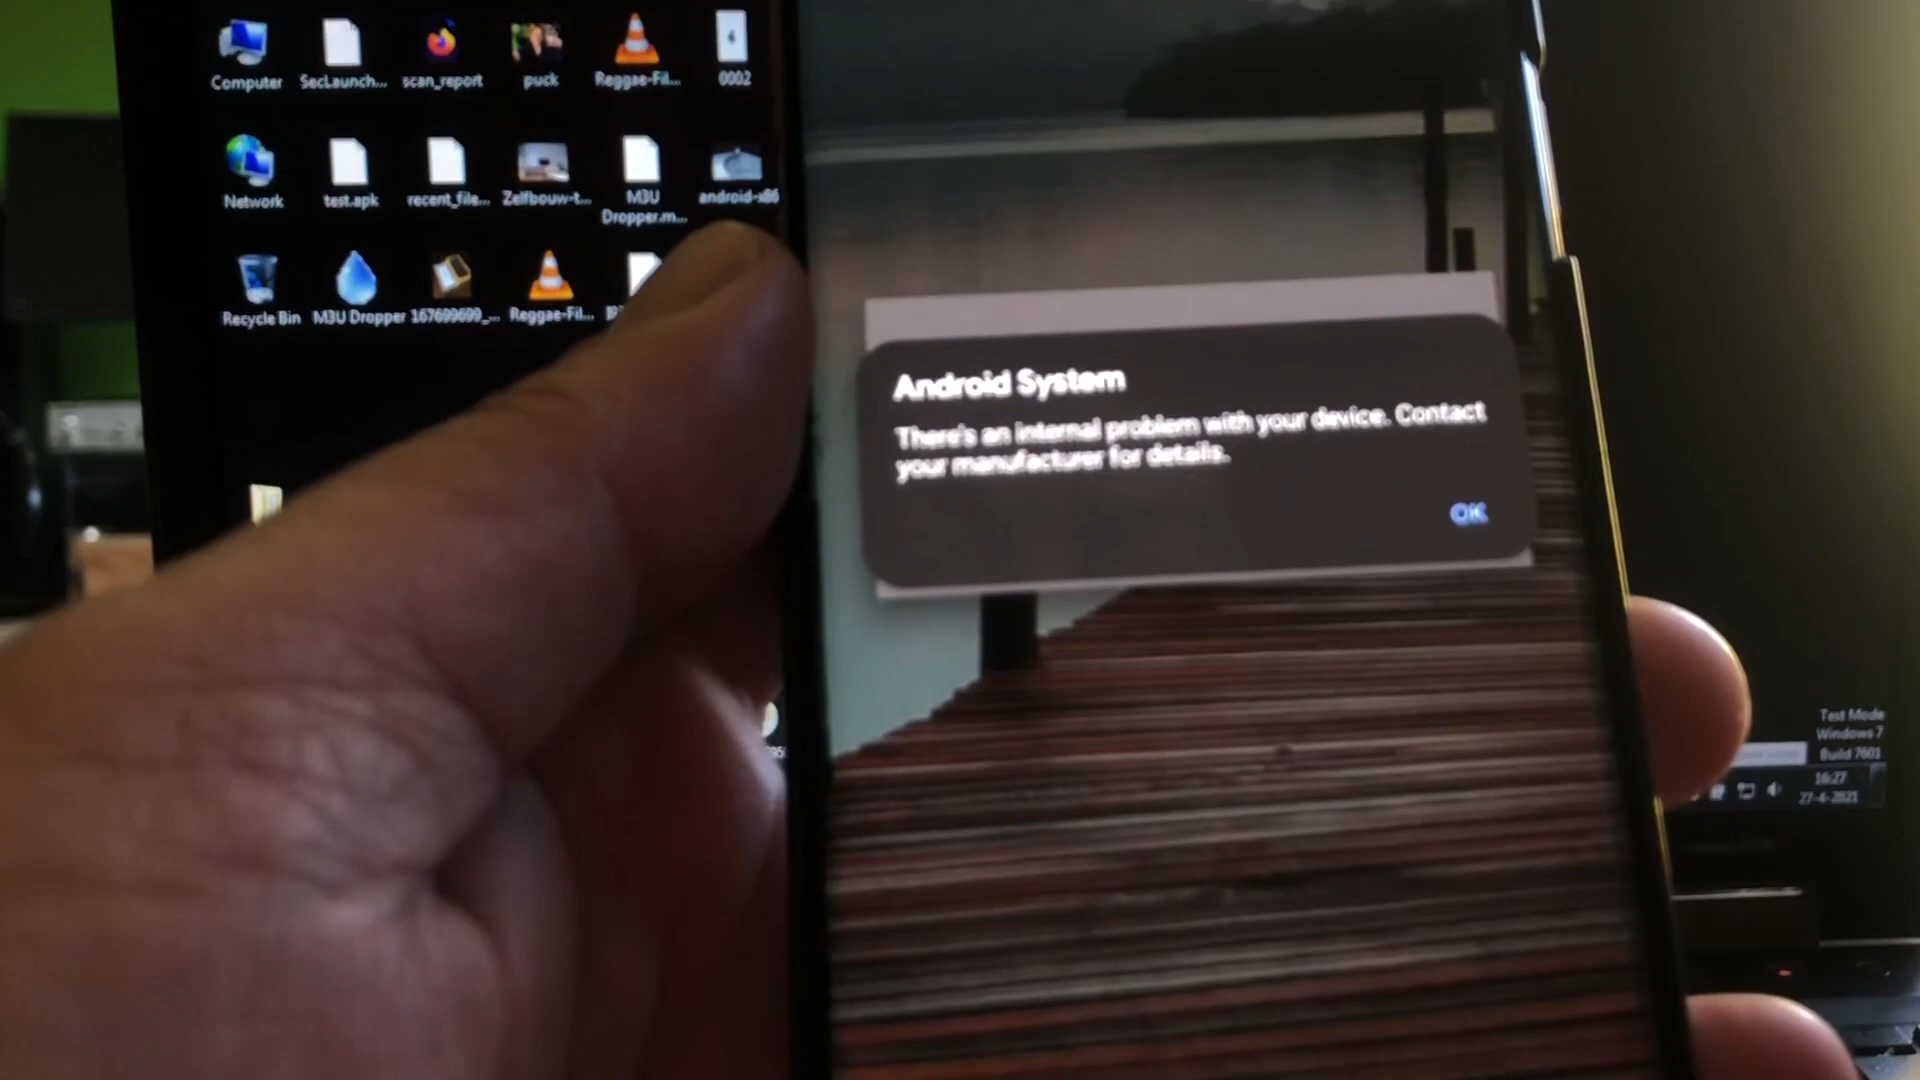 Computer
SecLaunch...
scan_report
puck
Reggae-Fil...
0002
Network
test.apk
recent_file...
Zelfbouw-t...
M3U
Dropper.m...
android-x86
Recycle Bin
M3U Dropper
167699699_...
Reggae-Fil...
Android System
There's an internal problem with your device. Contact
your manufacturer for details.
OK
Test Mode
Windows 7
Build 7601
16:27
27-4-2021